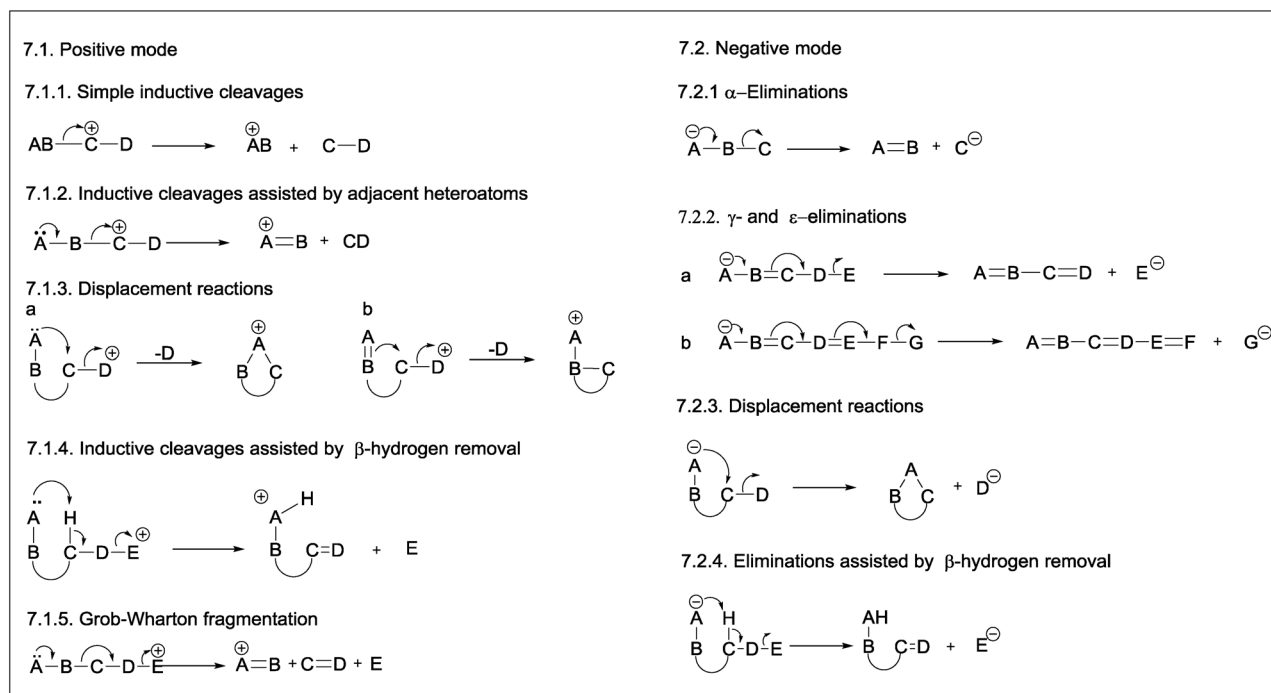 7.1. Positive mode
7.1.1. Simple inductive cleavages
AB—C—D → AB + C—D
⊕ ⊕
7.1.2. Inductive cleavages assisted by adjacent heteroatoms
A—B—C—D → A=B + CD
⊕ ⊕
7.1.3. Displacement reactions
a
A B C—D ⊕ -D ⊕ A B C
b
A B C—D ⊕ -D ⊕ A B—C
7.1.4. Inductive cleavages assisted by β-hydrogen removal
A H B C—D—E ⊕ → ⊕ A H B C=D + E
7.1.5. Grob-Wharton fragmentation
A—B—C—D—E ⊕ → ⊕ A=B + C=D + E
7.2. Negative mode
7.2.1 α–Eliminations
⊖ A—B—C → A=B + C⊖
7.2.2. γ- and ε–eliminations
a ⊖ A—B=C—D—E → A=B—C=D + E⊖
b ⊖ A—B=C—D=E—F—G → A=B—C=D—E=F + G⊖
7.2.3. Displacement reactions
⊖ A B C—D → A B C + D⊖
7.2.4. Eliminations assisted by β-hydrogen removal
⊖ A H B C—D—E → AH B C=D + E⊖